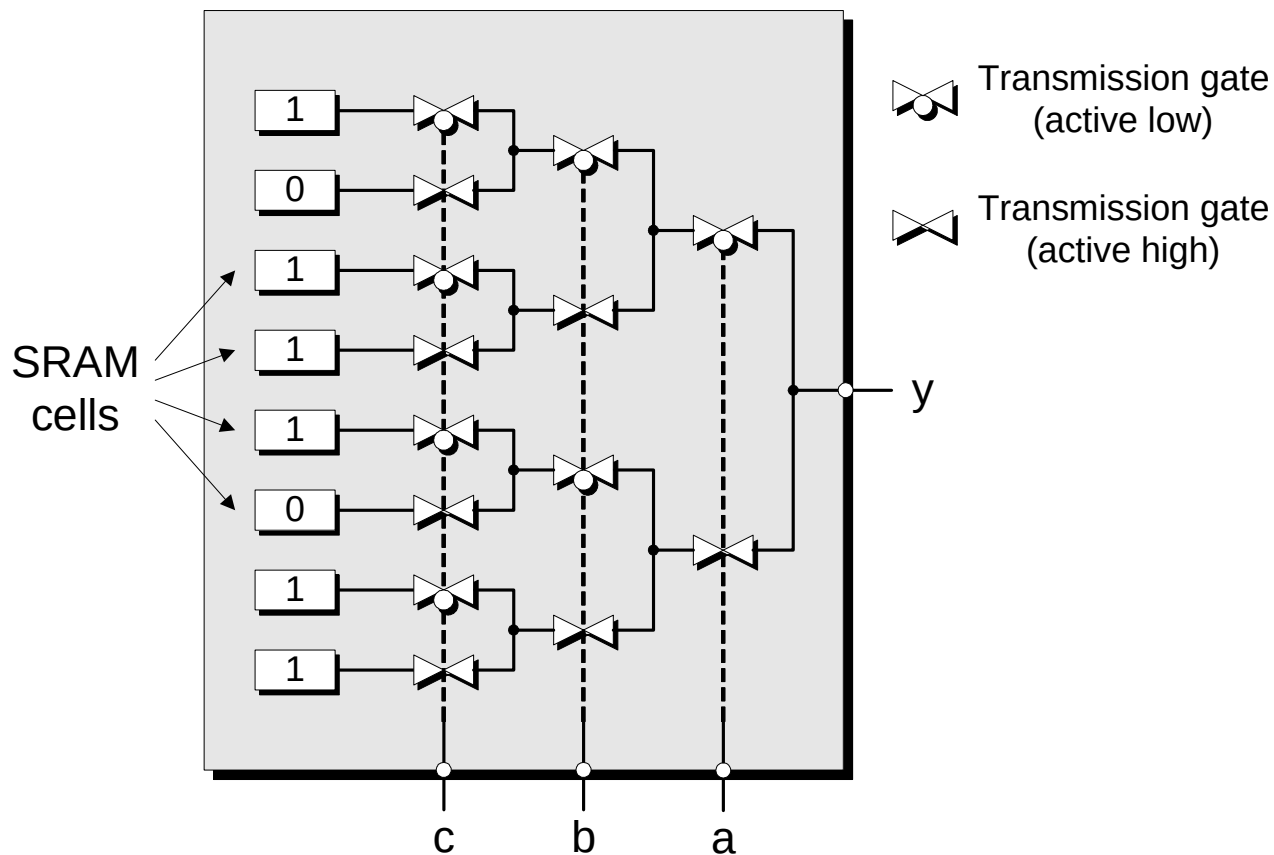 Transmission gate
(active low)
Transmission gate
(active high)
1
0
1
1
1
0
1
1
SRAM
cells
y
c
b
a